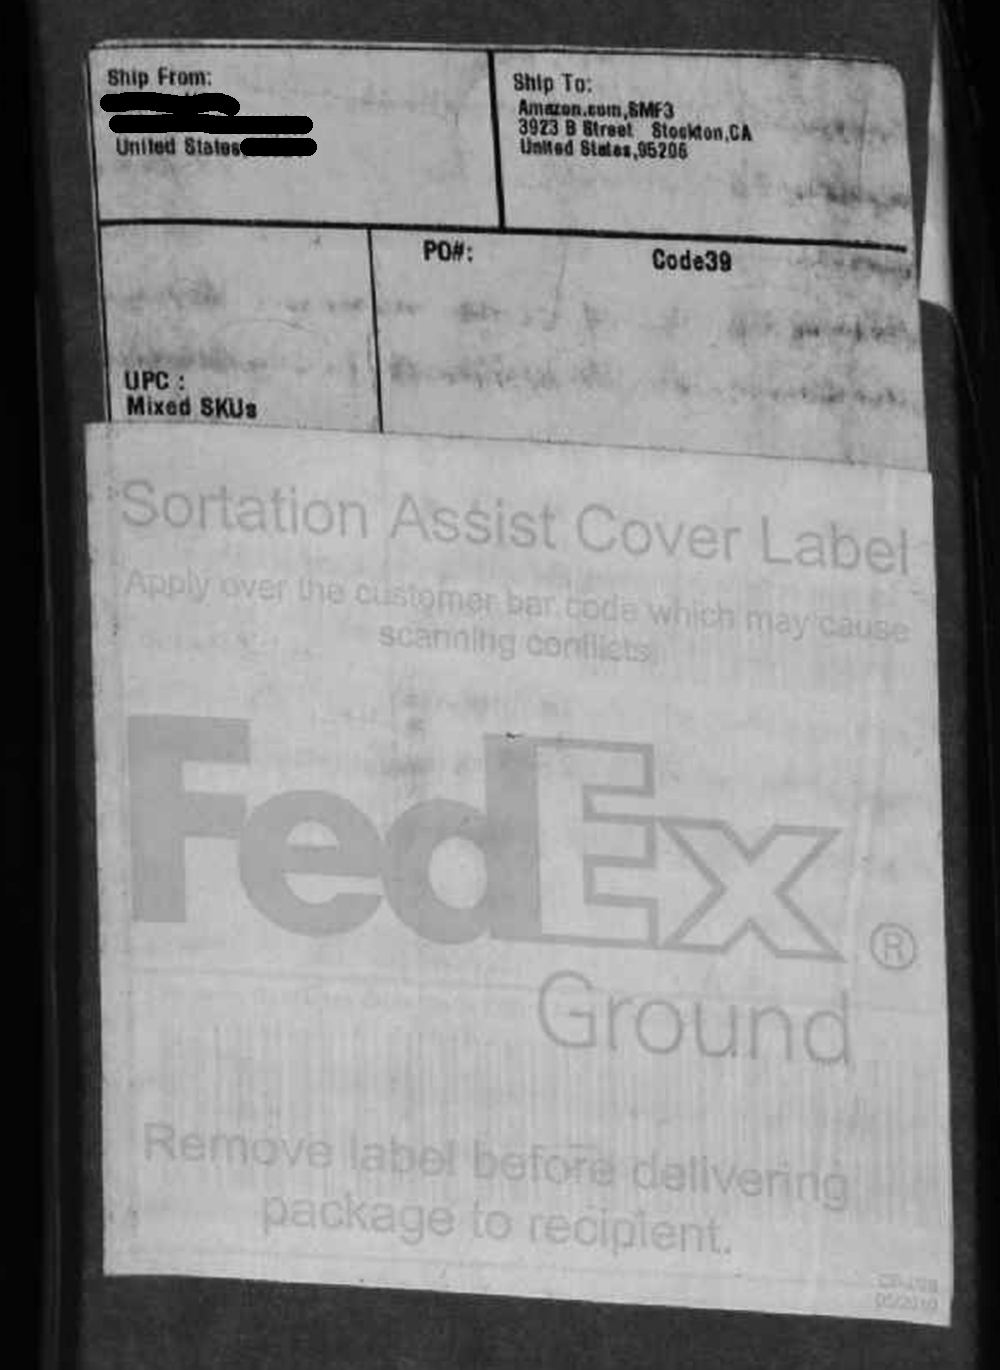 Ship From:
United States
Ship To:
Amazon.com,SMF3
3923 B Street Stockton,CA
United States,95206
PO#:
Code39
UPC :
Mixed SKUs
Sortation Assist Cover Label
Apply over the customer bar code which may cause
scanning conflicts
FedEx ®
Ground
Remove label before delivering
package to recipient.